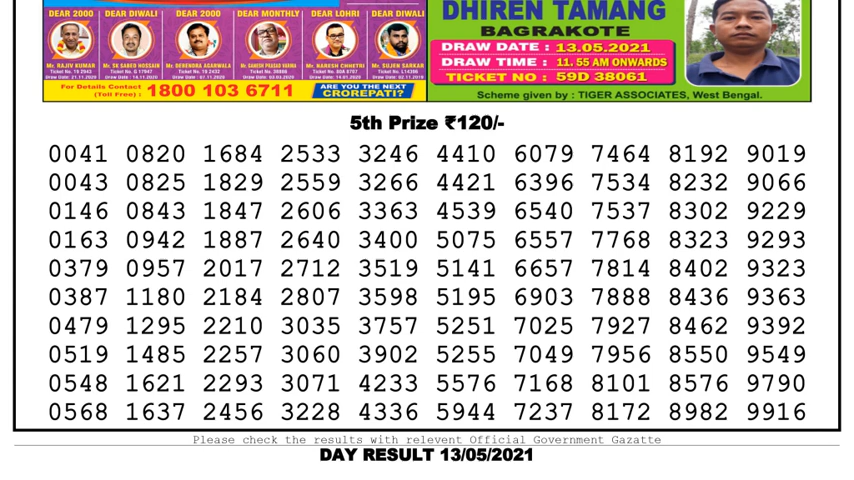 DEAR 2000 DEAR DIWALI DEAR 2000 DEAR MONTHLY DEAR LOHRI DEAR DIWALI
Mr. RAJIV KUMAR Mr. SK SABED HOSSAIN Mr. DEBENDRA AGARWALA Mr. NARESH CHHETRI Mr. SUJEN SARKAR
For Details Contact
(Toll Free) : 1800 103 6711
ARE YOU THE NEXT
CROREPATI?
DHIREN TAMANG
BAGRAKOTE
DRAW DATE : 13.05.2021
DRAW TIME : 11.55 AM ONWARDS
TICKET NO : 59D 38061
Scheme given by : TIGER ASSOCIATES, West Bengal.
5th Prize ₹120/-
0041 0820 1684 2533 3246 4410 6079 7464 8192 9019
0043 0825 1829 2559 3266 4421 6396 7534 8232 9066
0146 0843 1847 2606 3363 4539 6540 7537 8302 9229
0163 0942 1887 2640 3400 5075 6557 7768 8323 9293
0379 0957 2017 2712 3519 5141 6657 7814 8402 9323
0387 1180 2184 2807 3598 5195 6903 7888 8436 9363
0479 1295 2210 3035 3757 5251 7025 7927 8462 9392
0519 1485 2257 3060 3902 5255 7049 7956 8550 9549
0548 1621 2293 3071 4233 5576 7168 8101 8576 9790
0568 1637 2456 3228 4336 5944 7237 8172 8982 9916
Please check the results with relevent Official Government Gazatte
DAY RESULT 13/05/2021